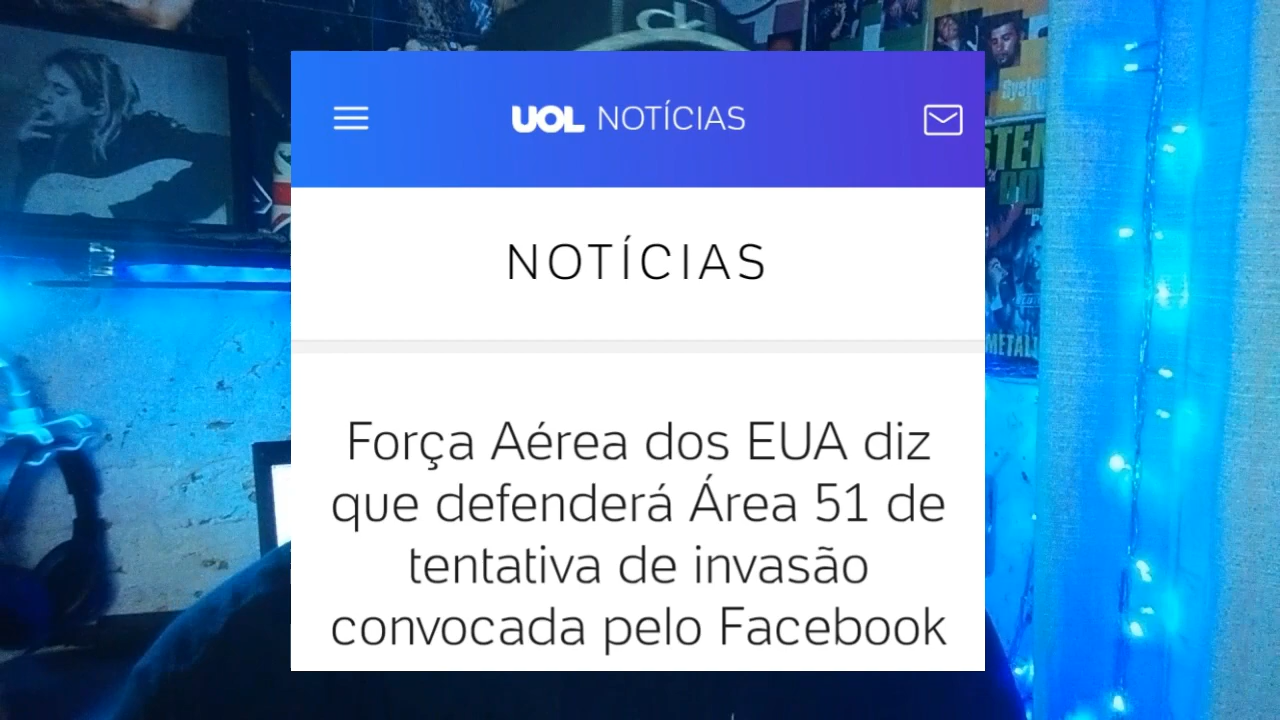 UOL NOTÍCIAS
NOTÍCIAS
Força Aérea dos EUA diz
que defenderá Área 51 de
tentativa de invasão
convocada pelo Facebook